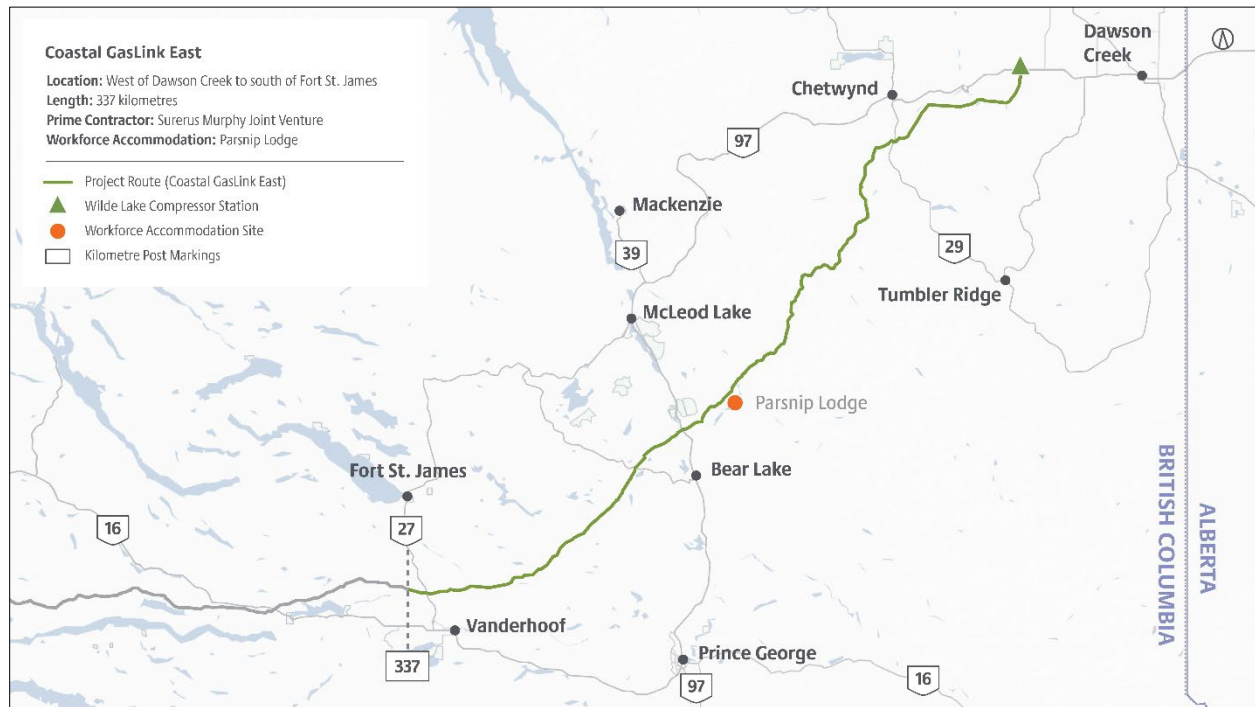 Coastal GasLink East
Location: West of Dawson Creek to south of Fort St. James
Length: 337 kilometres
Prime Contractor: Surerus Murphy Joint Venture
Workforce Accommodation: Parsnip Lodge
Project Route (Coastal GasLink East)
Wilde Lake Compressor Station
Workforce Accommodation Site
Kilometre Post Markings
Dawson
Creek
Chetwynd
97
Mackenzie
39
29
Tumbler Ridge
McLeod Lake
Parsnip Lodge
Bear Lake
Fort St. James
27
16
BRITISH COLUMBIA
ALBERTA
Vanderhoof
337
Prince George
97
16